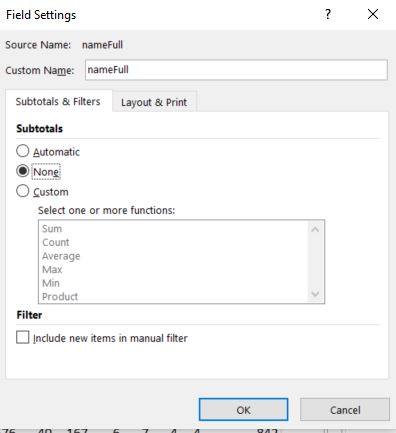 Field Settings ? ×
Source Name: nameFull
Custom Name: nameFull
Subtotals & Filters Layout & Print
Subtotals
Automatic
None
Custom
Select one or more functions:
Sum
Count
Average
Max
Min
Product
Filter
Include new items in manual filter
OK Cancel